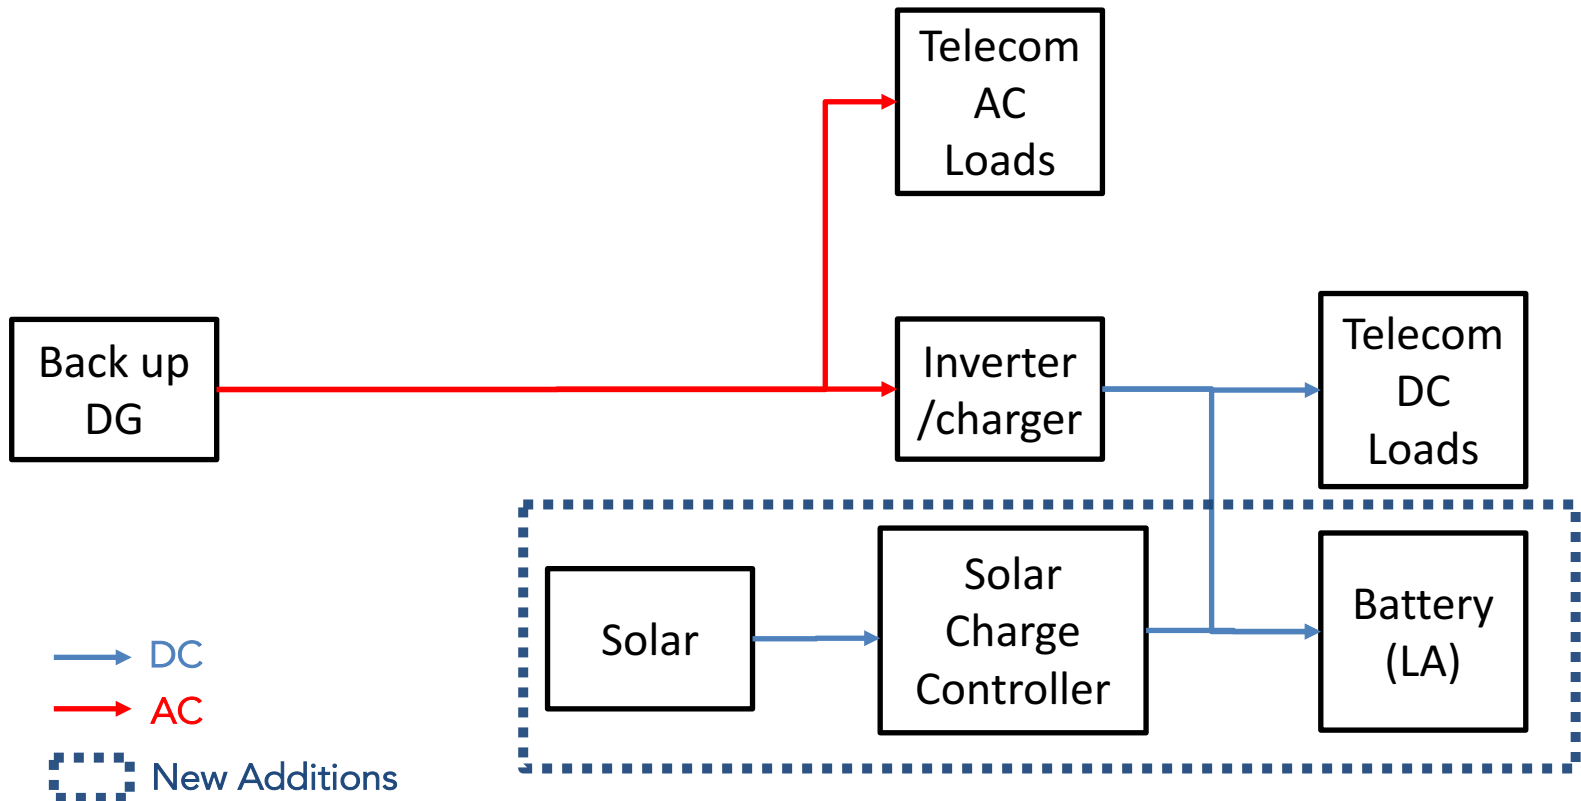 Telecom
AC
Loads
Back up
DG
Inverter
/charger
Telecom
DC
Loads
Solar
Solar
Charge
Controller
Battery
(LA)
DC
AC
New Additions